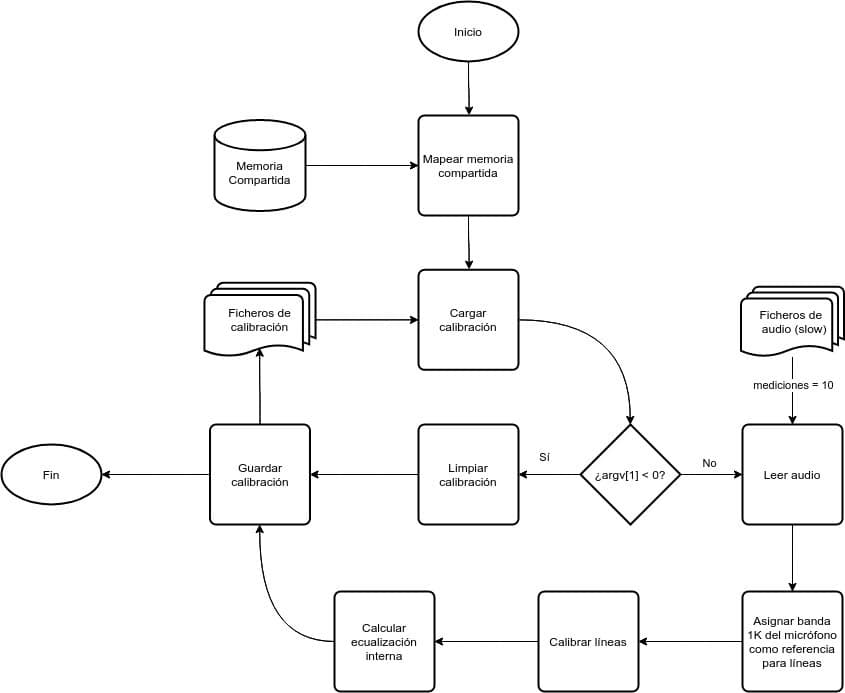 Inicio
Memoria
Compartida
Mapear memoria
compartida
Ficheros de
calibración
Cargar
calibración
Ficheros de
audio (slow)
mediciones = 10
Fin
Guardar
calibración
Limpiar
calibración
Sí
¿argv[1] < 0?
No
Leer audio
Calcular
ecualización
interna
Calibrar líneas
Asignar banda
1K del micrófono
como referencia
para líneas